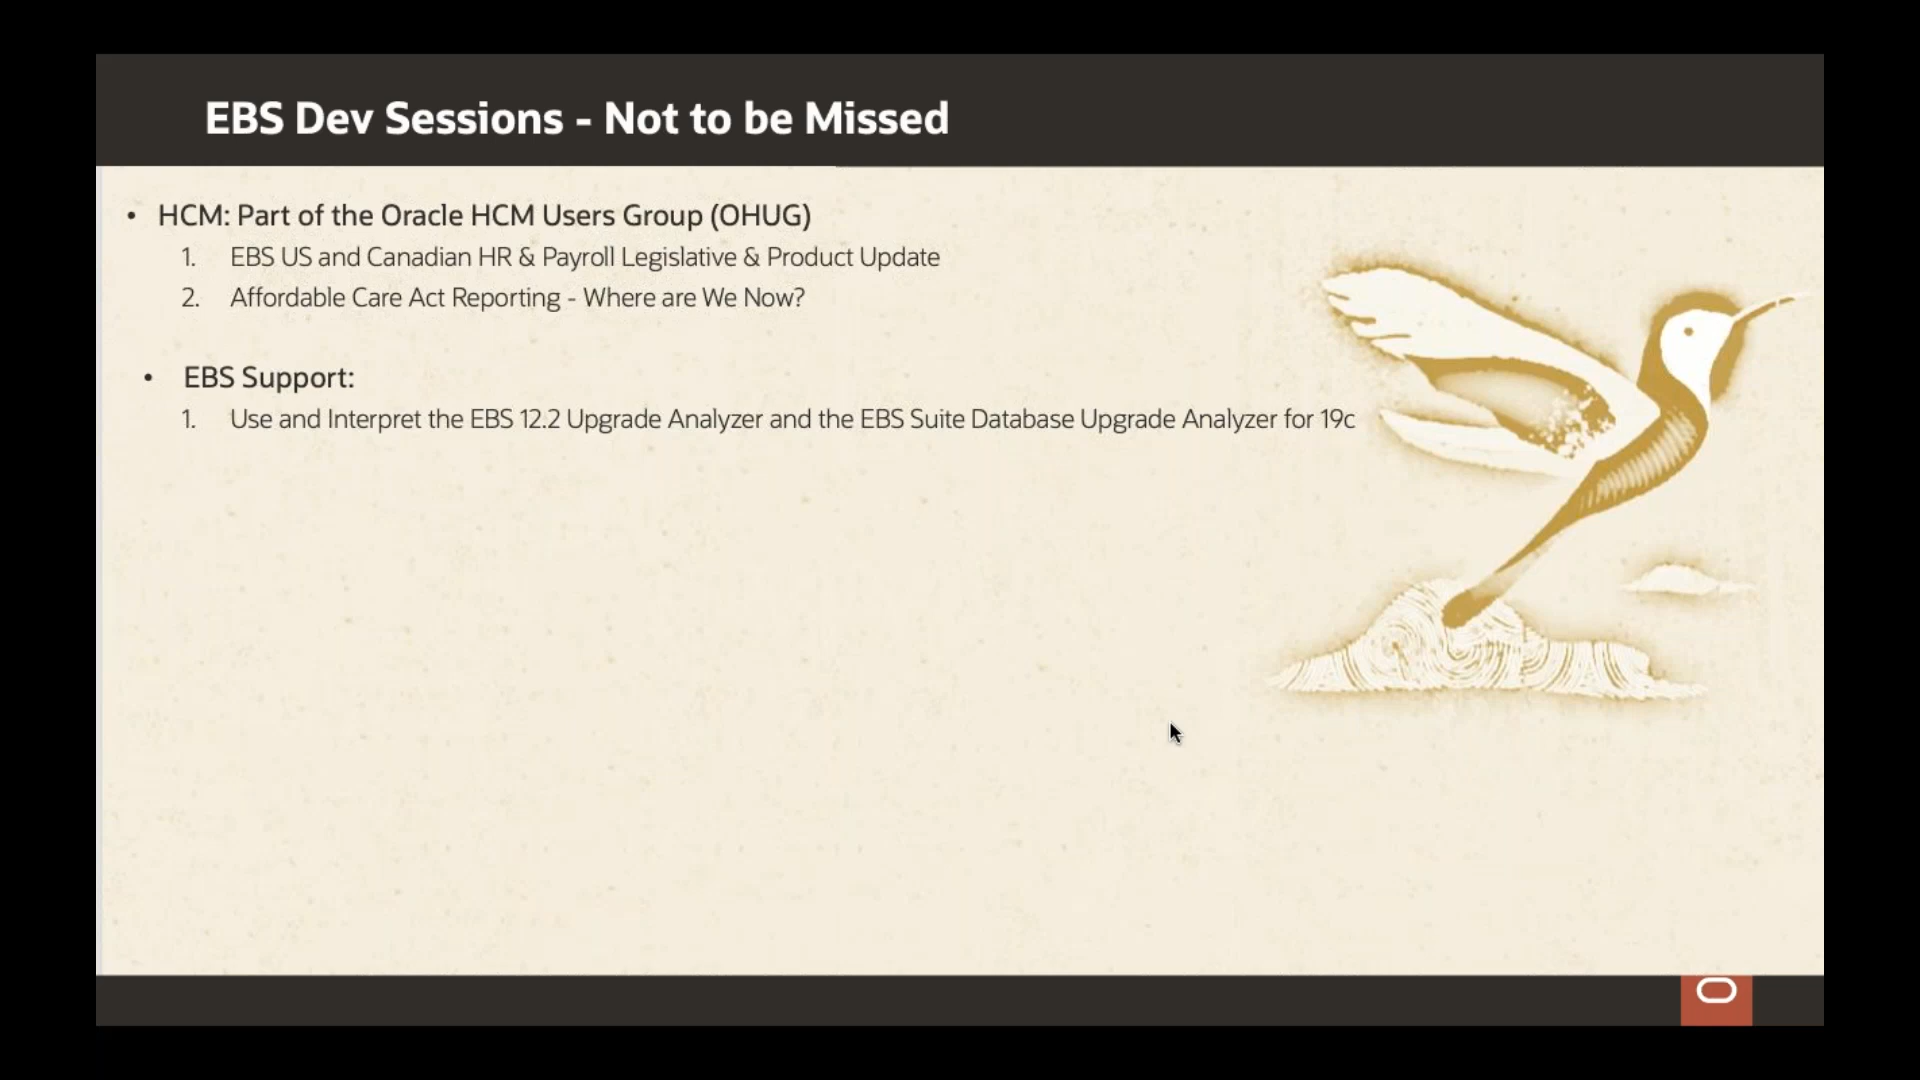 EBS Dev Sessions - Not to be Missed
• HCM: Part of the Oracle HCM Users Group (OHUG)
1. EBS US and Canadian HR & Payroll Legislative & Product Update
2. Affordable Care Act Reporting - Where are We Now?
• EBS Support:
1. Use and Interpret the EBS 12.2 Upgrade Analyzer and the EBS Suite Database Upgrade Analyzer for 19c